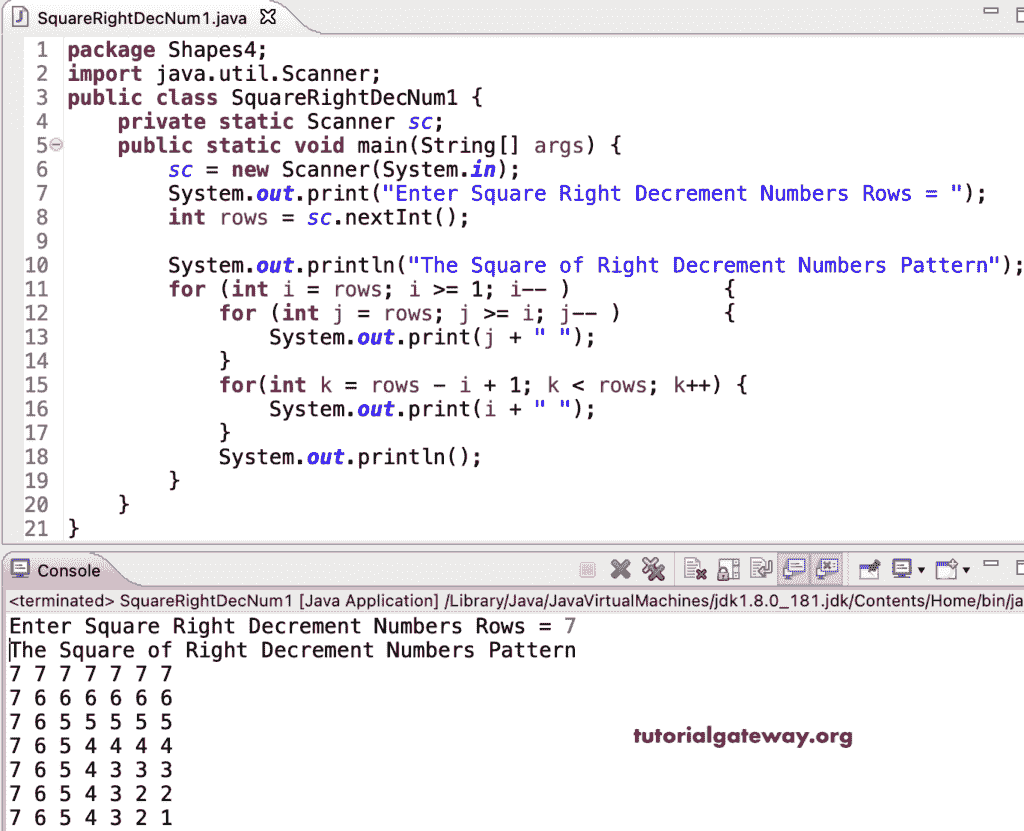 SquareRightDecNum1.java
1 package Shapes4;
2 import java.util.Scanner;
3 public class SquareRightDecNum1 {
4     private static Scanner sc;
5     public static void main(String[] args) {
6         sc = new Scanner(System.in);
7         System.out.print("Enter Square Right Decrement Numbers Rows = ");
8         int rows = sc.nextInt();
9
10         System.out.println("The Square of Right Decrement Numbers Pattern");
11         for (int i = rows; i >= 1; i-- )             {
12             for (int j = rows; j >= i; j-- )         {
13                 System.out.print(j + " ");
14             }
15             for(int k = rows - i + 1; k < rows; k++) {
16                 System.out.print(i + " ");
17             }
18             System.out.println();
19         }
20     }
21 }
Console
<terminated> SquareRightDecNum1 [Java Application] /Library/Java/JavaVirtualMachines/jdk1.8.0_181.jdk/Contents/Home/bin/ja
Enter Square Right Decrement Numbers Rows = 7
The Square of Right Decrement Numbers Pattern
7 7 7 7 7 7 7
7 6 6 6 6 6 6
7 6 5 5 5 5 5
7 6 5 4 4 4 4
7 6 5 4 3 3 3
7 6 5 4 3 2 2
7 6 5 4 3 2 1
tutorialgateway.org